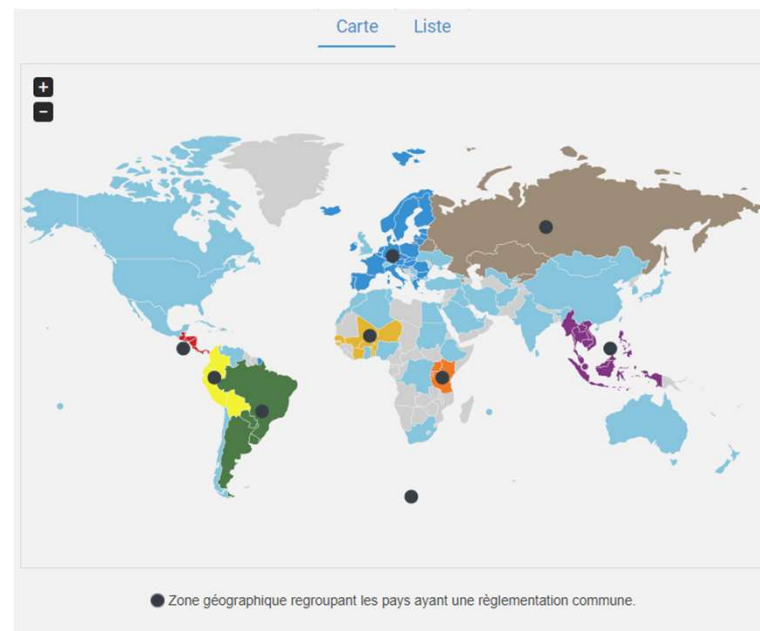 Carte Liste
+
−
Zone géographique regroupant les pays ayant une règlementation commune.